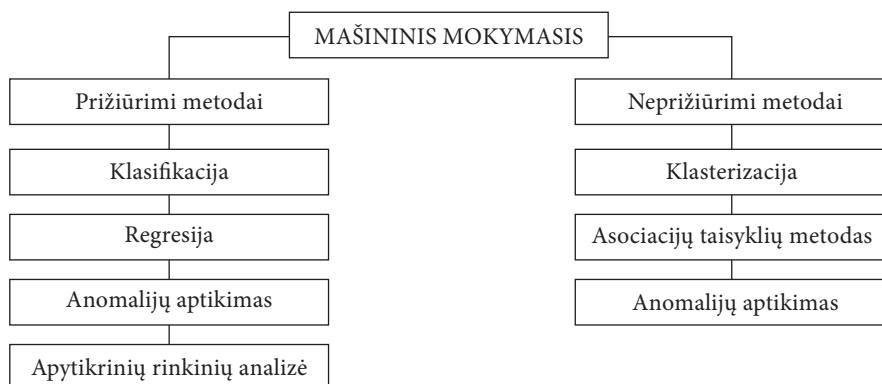 MAŠININIS MOKYMASIS
Prižiūrimi metodai
Klasifikacija
Regresija
Anomalijų aptikimas
Apytikrinių rinkinių analizė
Neprižiūrimi metodai
Klasterizacija
Asociacijų taisyklių metodas
Anomalijų aptikimas